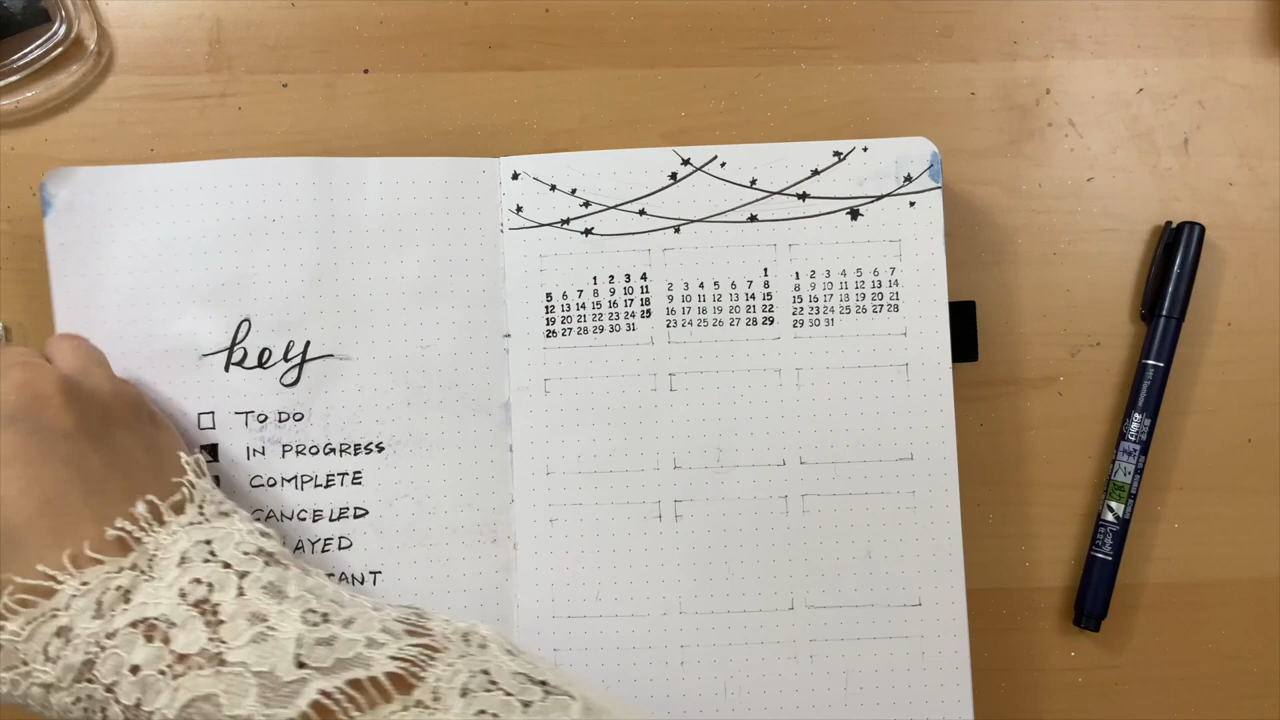 key
TO DO
IN PROGRESS
COMPLETE
CANCELED
AYED
TANT
1 2 3 4
5 6 7 8 9 10 11
12 13 14 15 16 17 18
19 20 21 22 23 24 25
26 27 28 29 30 31
1
2 3 4 5 6 7 8
9 10 11 12 13 14 15
16 17 18 19 20 21 22
23 24 25 26 27 28 29
1 2 3 4 5 6 7
8 9 10 11 12 13 14
15 16 17 18 19 20 21
22 23 24 25 26 27 28
29 30 31
Tombow